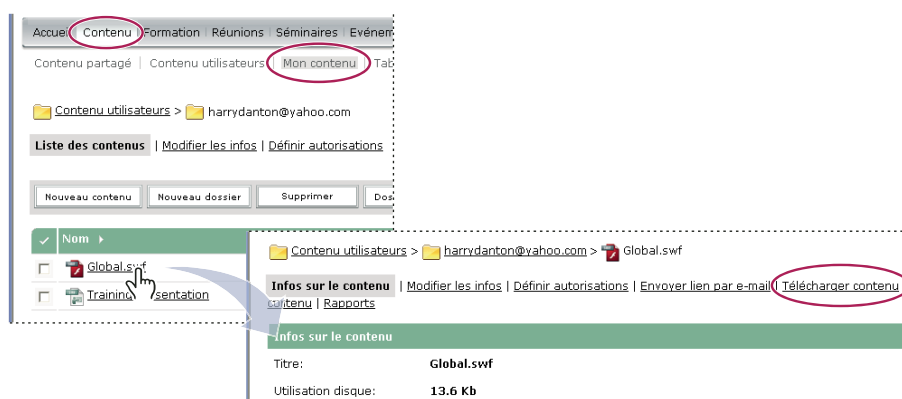 Accueil Contenu Formation Réunions Séminaires Evénem
Contenu partagé | Contenu utilisateurs | Mon contenu | Tab
Contenu utilisateurs > harrydanton@yahoo.com
Liste des contenus | Modifier les infos | Définir autorisations
Nouveau contenu Nouveau dossier Supprimer Dos
Nom
Global.swf
Training sentation
Contenu utilisateurs > harrydanton@yahoo.com > Global.swf
Infos sur le contenu | Modifier les infos | Définir autorisations | Envoyer lien par e-mail | Télécharger contenu
contenu | Rapports
Infos sur le contenu
Titre: Global.swf
Utilisation disque: 13.6 Kb